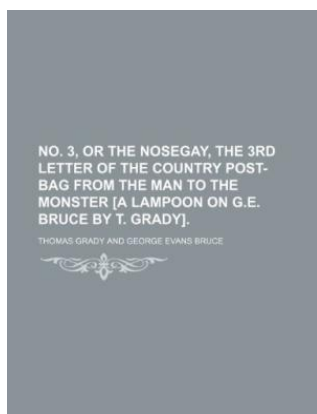 NO. 3, OR THE NOSEGAY, THE 3RD
LETTER OF THE COUNTRY POST-
BAG FROM THE MAN TO THE
MONSTER [A LAMPOON ON G.E.
BRUCE BY T. GRADY].
THOMAS GRADY AND GEORGE EVANS BRUCE